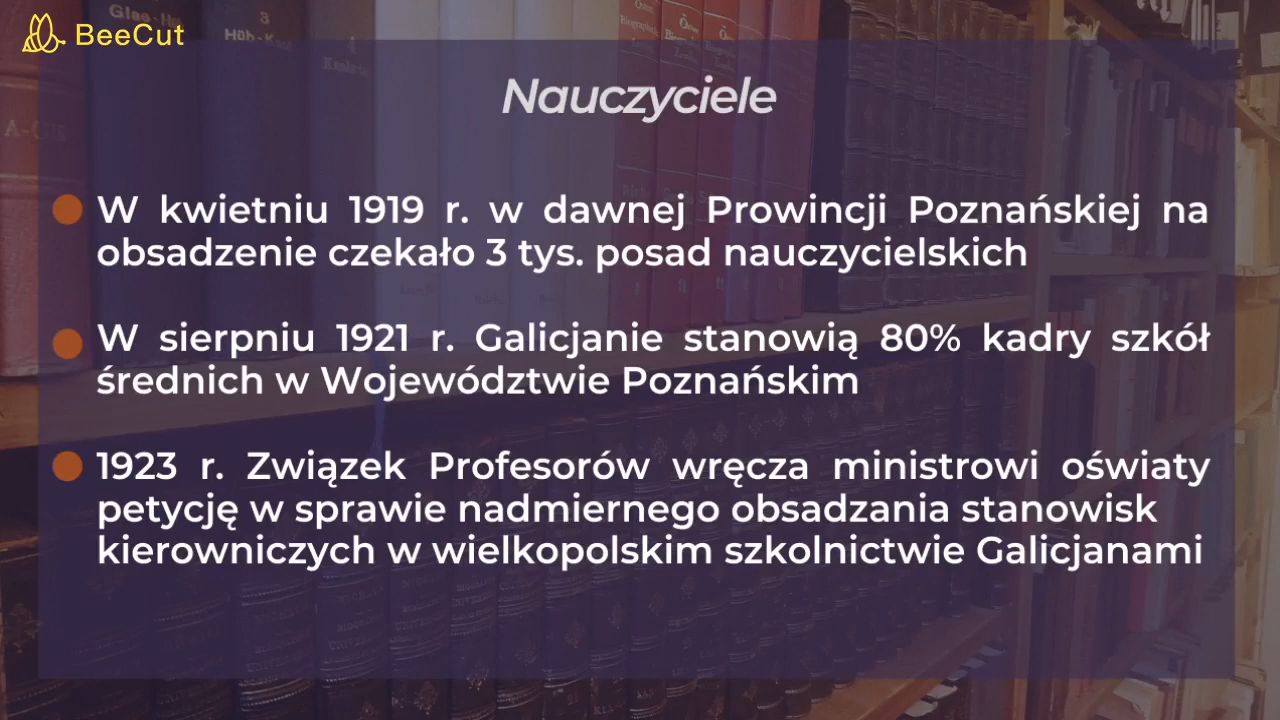 BeeCut
Nauczyciele
W kwietniu 1919 r. w dawnej Prowincji Poznańskiej na
obsadzenie czekało 3 tys. posad nauczycielskich
W sierpniu 1921 r. Galicjanie stanowią 80% kadry szkół
średnich w Województwie Poznańskim
1923 r. Związek Profesorów wręcza ministrowi oświaty
petycję w sprawie nadmiernego obsadzania stanowisk
kierowniczych w wielkopolskim szkolnictwie Galicjanami